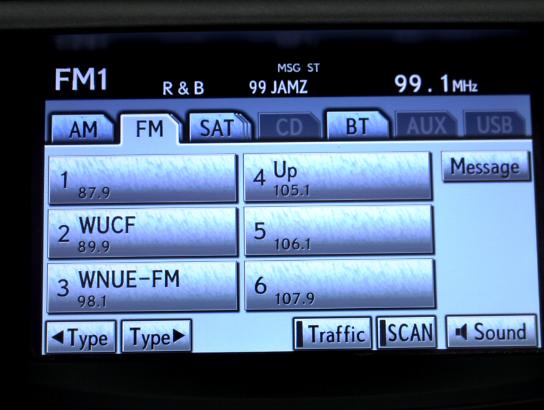 MSG ST
FM1 R & B 99 JAMZ 99.1MHz
AM FM SAT CD BT AUX USB
1 87.9
4 Up 105.1
Message
2 WUCF 89.9
5 106.1
3 WNUE-FM 98.1
6 107.9
◄Type Type► Traffic SCAN Sound